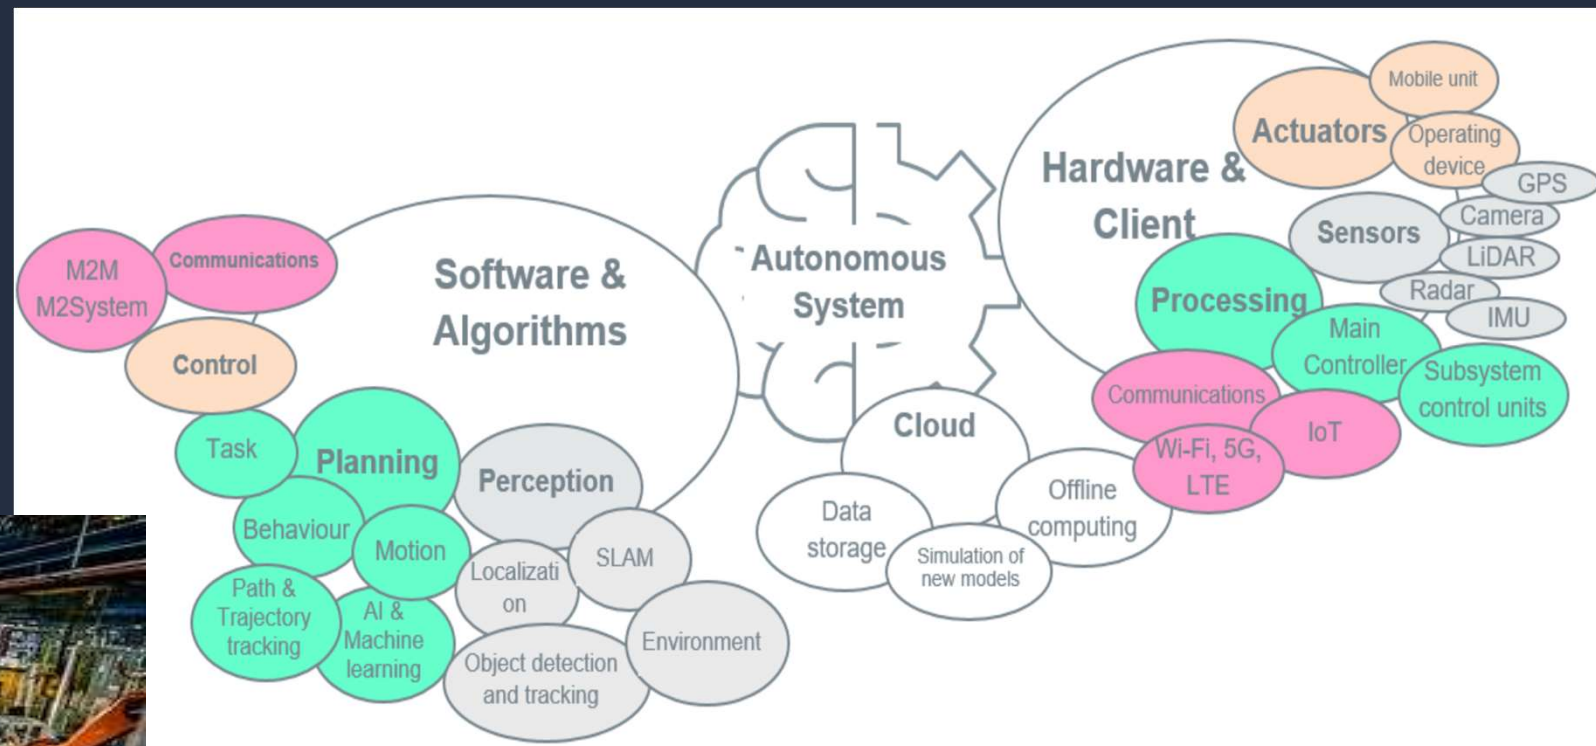 Autonomous
System
Software &
Algorithms
Communications
M2M
M2System
Control
Planning
Task
Behaviour
Motion
Path &
Trajectory
tracking
AI &
Machine
learning
Perception
Localizati
on
SLAM
Object detection
and tracking
Environment
Cloud
Data
storage
Simulation of
new models
Offline
computing
Hardware &
Client
Actuators
Mobile unit
Operating
device
Sensors
GPS
Camera
LiDAR
Radar
IMU
Processing
Main
Controller
Subsystem
control units
Communications
Wi-Fi, 5G,
LTE
IoT